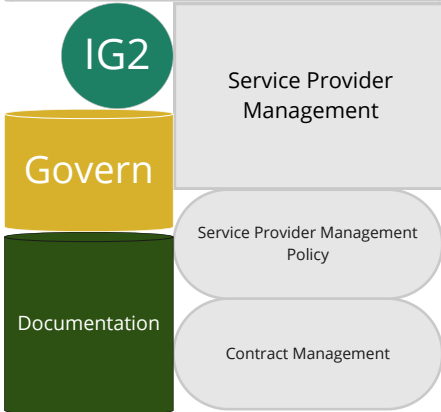 IG2
Service Provider
Management
Govern
Service Provider Management
Policy
Documentation
Contract Management